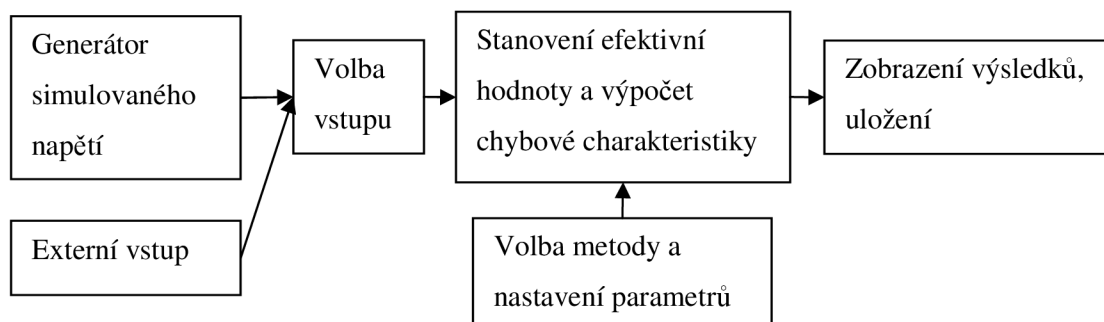 Generátor
simulovaného
napětí
Externí vstup
Volba
vstupu
Stanovení efektivní
hodnoty a výpočet
chybové charakteristiky
Volba metody a
nastavení parametrů
Zobrazení výsledků,
uložení